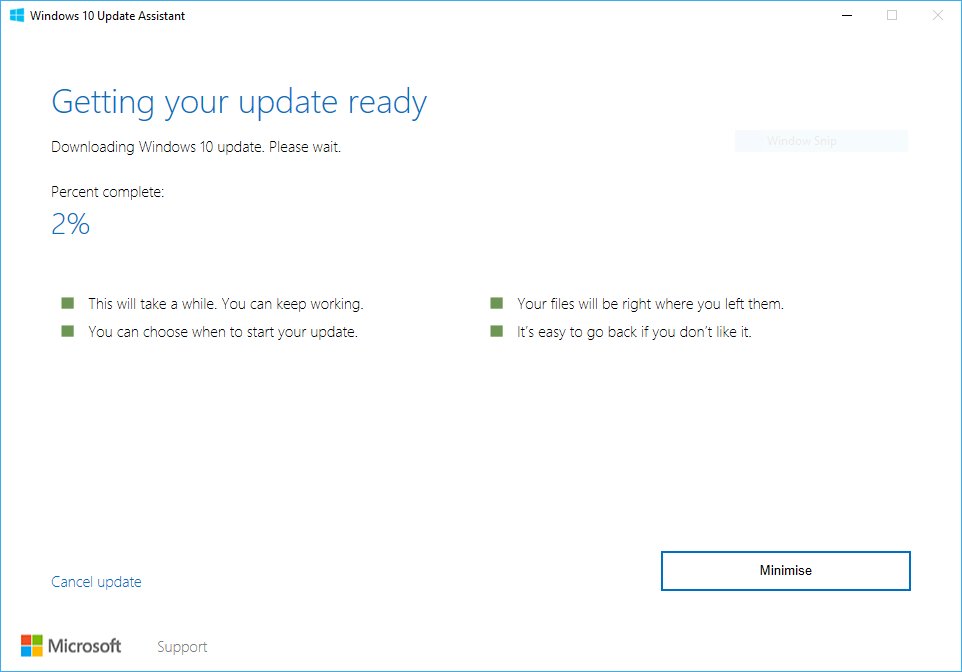 Windows 10 Update Assistant
Getting your update ready
Downloading Windows 10 update. Please wait.
Window Snip
Percent complete:
2%
This will take a while. You can keep working.
Your files will be right where you left them.
You can choose when to start your update.
It's easy to go back if you don't like it.
Minimise
Cancel update
Microsoft
Support